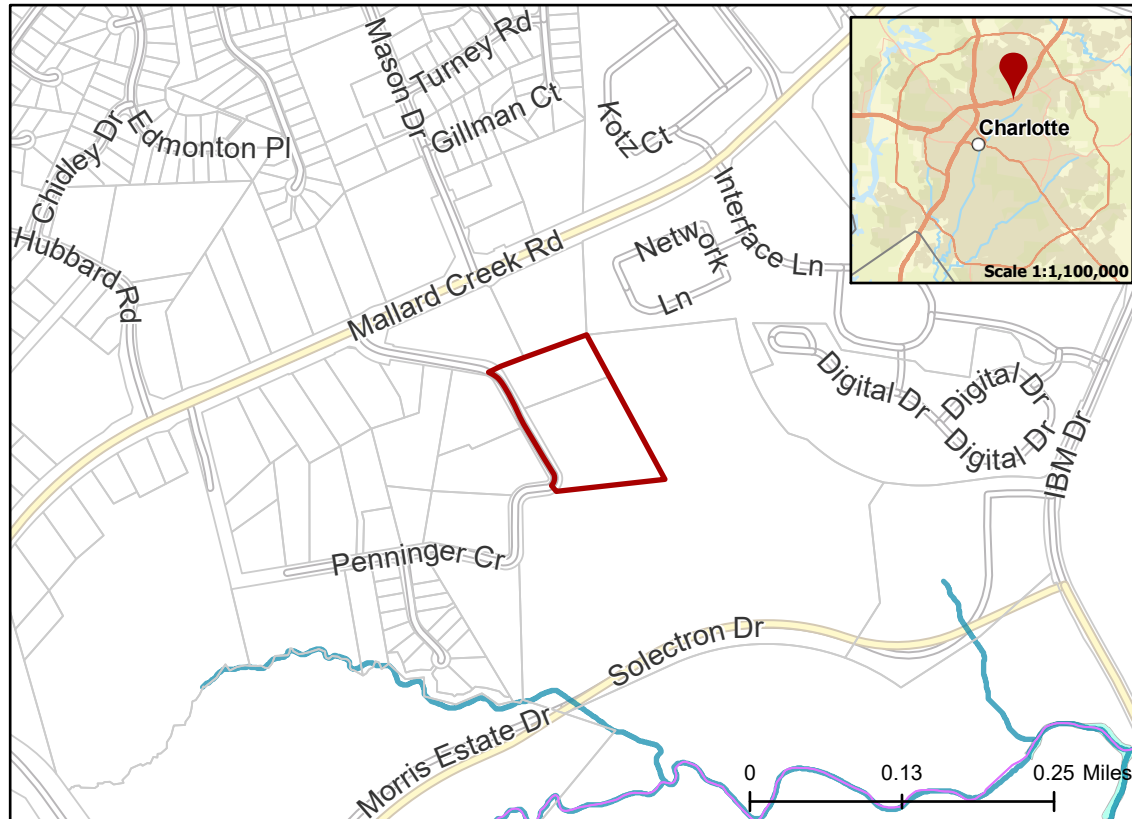 Mason Dr
Turney Rd
Gillman Ct
Kotz Ct
Chidley Dr
Edmonton Pl
Hubbard Rd
Mallard Creek Rd
Interface Ln
Network
Ln
Charlotte
Scale 1:1,100,000
Digital Dr
Digital Dr
Digital Dr
IBM Dr
Penninger Cr
Solectron Dr
Morris Estate Dr
0 0.13 0.25 Miles